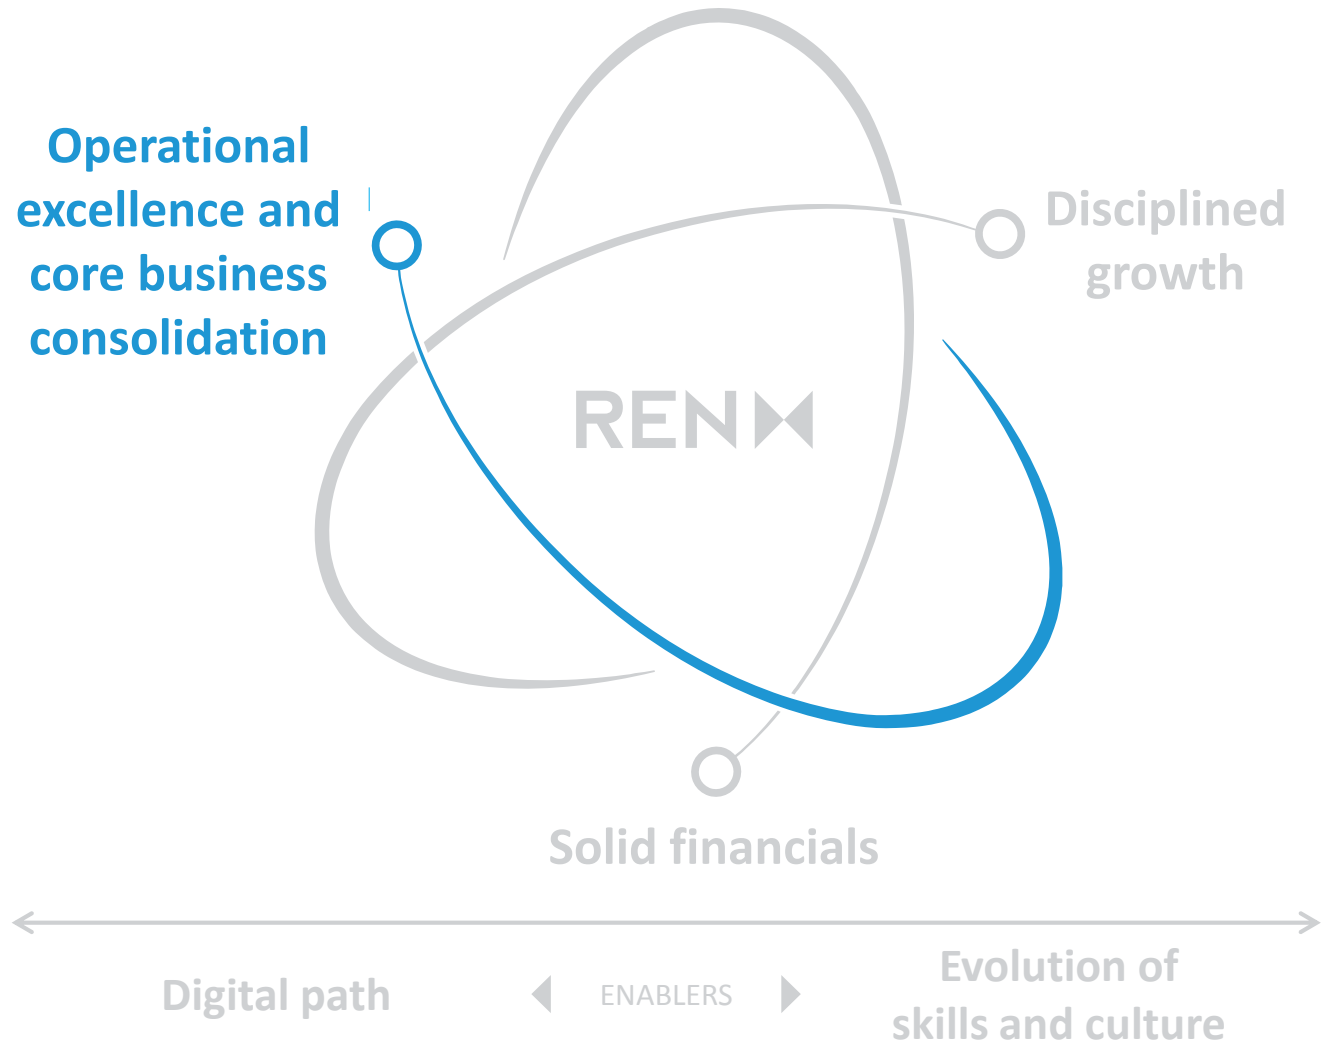 Operational
excellence and
core business
consolidation
Disciplined
growth
REN
Solid financials
Digital path
ENABLERS
Evolution of
skills and culture